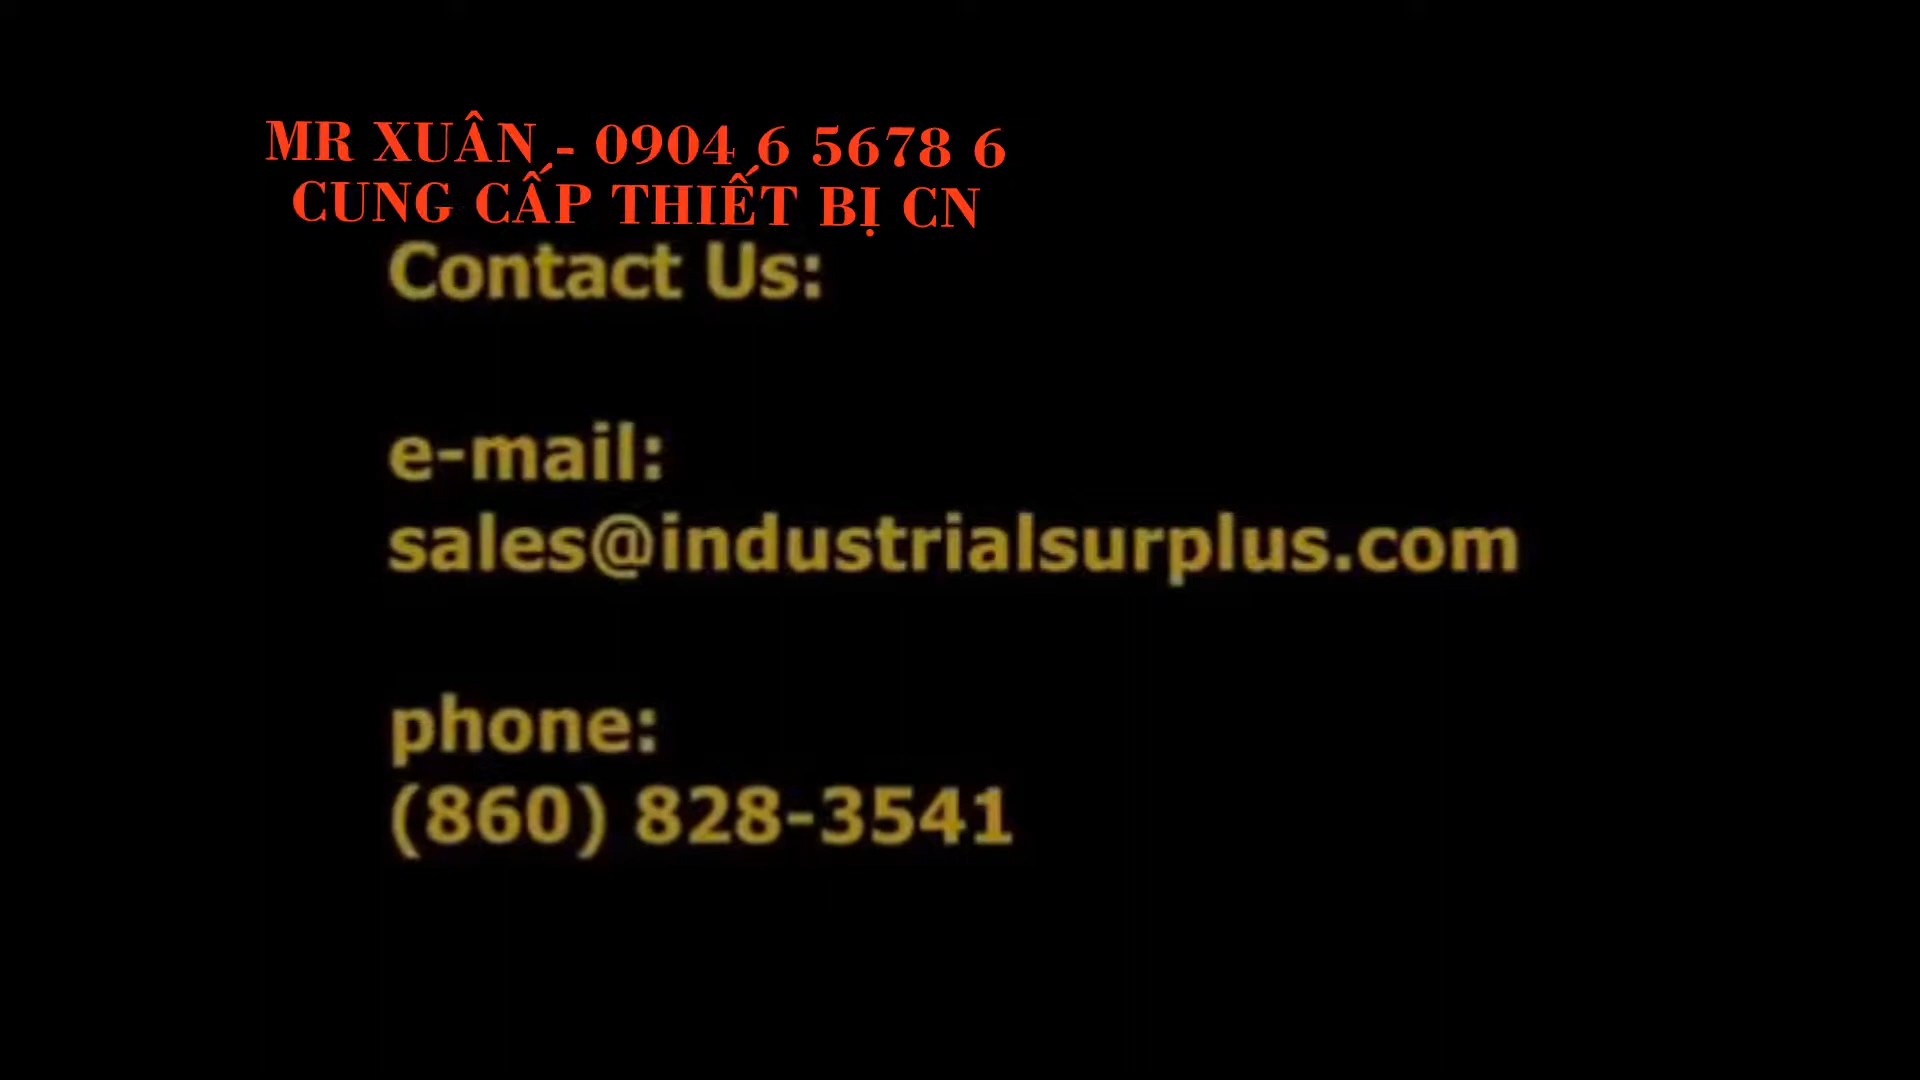 MR XUÂN - 0904 6 5678 6
CUNG CẤP THIẾT BỊ CN
Contact Us:
e-mail:
sales@industrialsurplus.com
phone:
(860) 828-3541